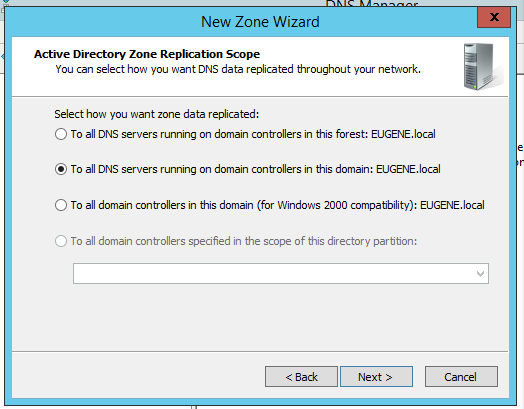 DNS Manager
New Zone Wizard
X
Active Directory Zone Replication Scope
You can select how you want DNS data replicated throughout your network.
Select how you want zone data replicated:
To all DNS servers running on domain controllers in this forest: EUGENE.local
To all DNS servers running on domain controllers in this domain: EUGENE.local
To all domain controllers in this domain (for Windows 2000 compatibility): EUGENE.local
To all domain controllers specified in the scope of this directory partition:
< Back
Next >
Cancel